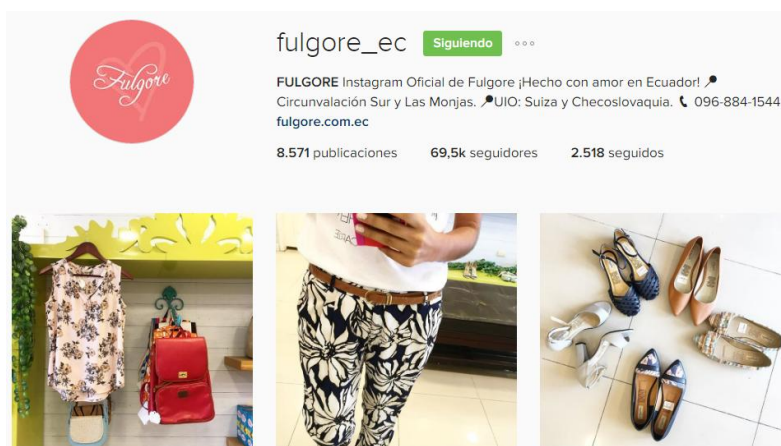 Fulgore
fulgore_ec Siguiendo
FULGORE Instagram Oficial de Fulgore ¡Hecho con amor en Ecuador!
Circunvalación Sur y Las Monjas. UIO: Suiza y Checoslovaquia. 096-884-1544
fulgore.com.ec
8.571 publicaciones 69,5k seguidores 2.518 seguidos